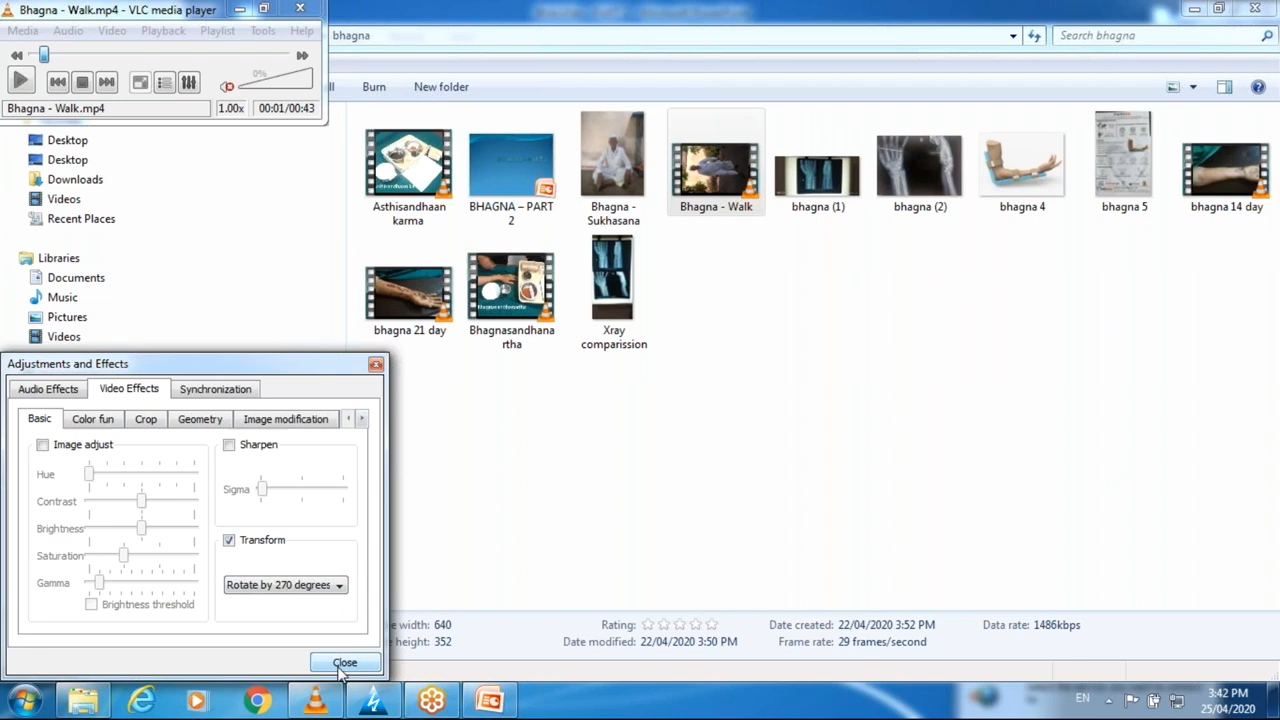 Bhagna - Walk.mp4 - VLC media player
Media Audio Video Playback Playlist Tools Help
0%
Bhagna - Walk.mp4 1.00x 00:01/00:43
bhagna
Search bhagna
Burn New folder
Desktop
Desktop
Downloads
Videos
Recent Places
Libraries
Documents
Music
Pictures
Videos
Asthisandhaan karma
BHAGNA – PART 2
Bhagna - Sukhasana
Bhagna - Walk
bhagna (1)
bhagna (2)
bhagna 4
bhagna 5
bhagna 14 day
bhagna 21 day
Bhagnasandhanartha
Xray comparission
Adjustments and Effects
Audio Effects Video Effects Synchronization
Basic Color fun Crop Geometry Image modification
Image adjust
Hue
Contrast
Brightness
Saturation
Gamma
Brightness threshold
Sharpen
Sigma
Transform
Rotate by 270 degrees
Close
width: 640
height: 352
Rating:
Date modified: 22/04/2020 3:50 PM
Date created: 22/04/2020 3:52 PM
Frame rate: 29 frames/second
Data rate: 1486kbps
EN
3:42 PM
25/04/2020